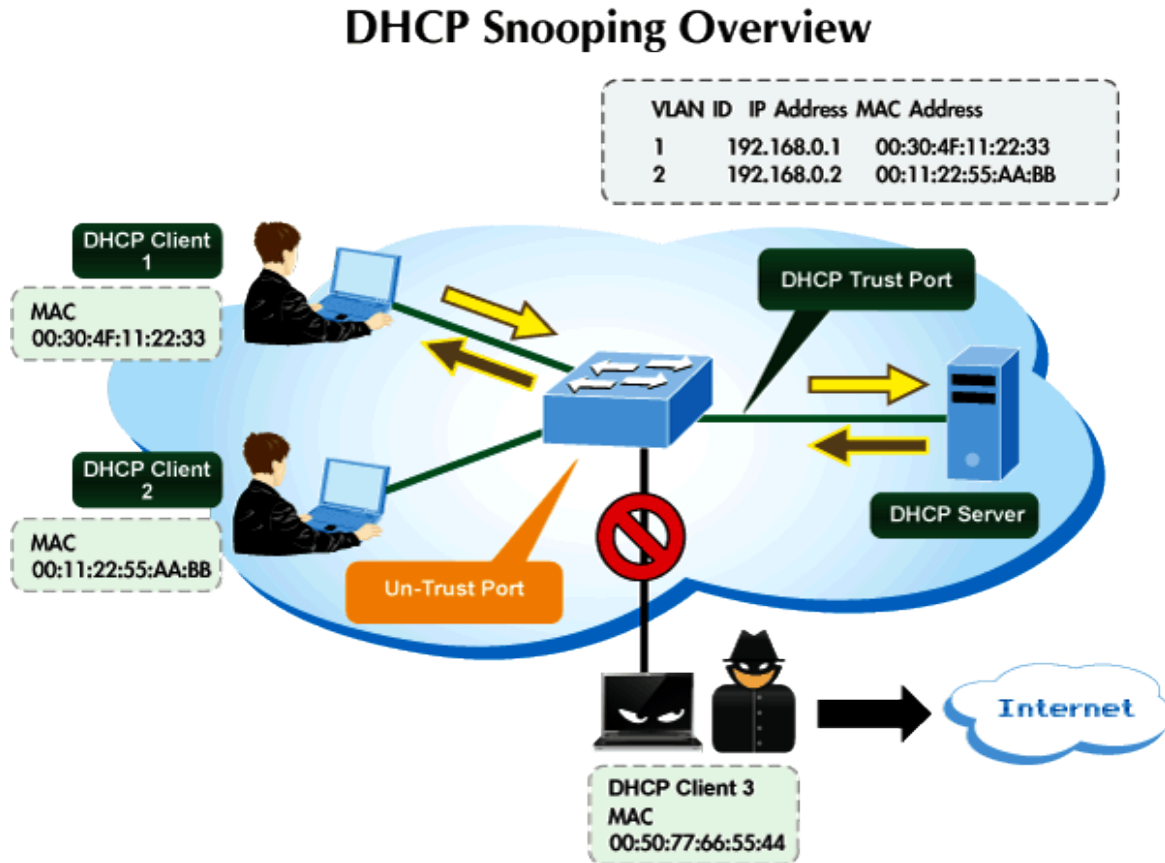 DHCP Snooping Overview
VLAN ID IP Address MAC Address
1 192.168.0.1 00:30:4F:11:22:33
2 192.168.0.2 00:11:22:55:AA:BB
DHCP Client
1
MAC
00:30:4F:11:22:33
DHCP Trust Port
DHCP Client
2
MAC
00:11:22:55:AA:BB
Un-Trust Port
DHCP Server
Internet
DHCP Client 3
MAC
00:50:77:66:55:44